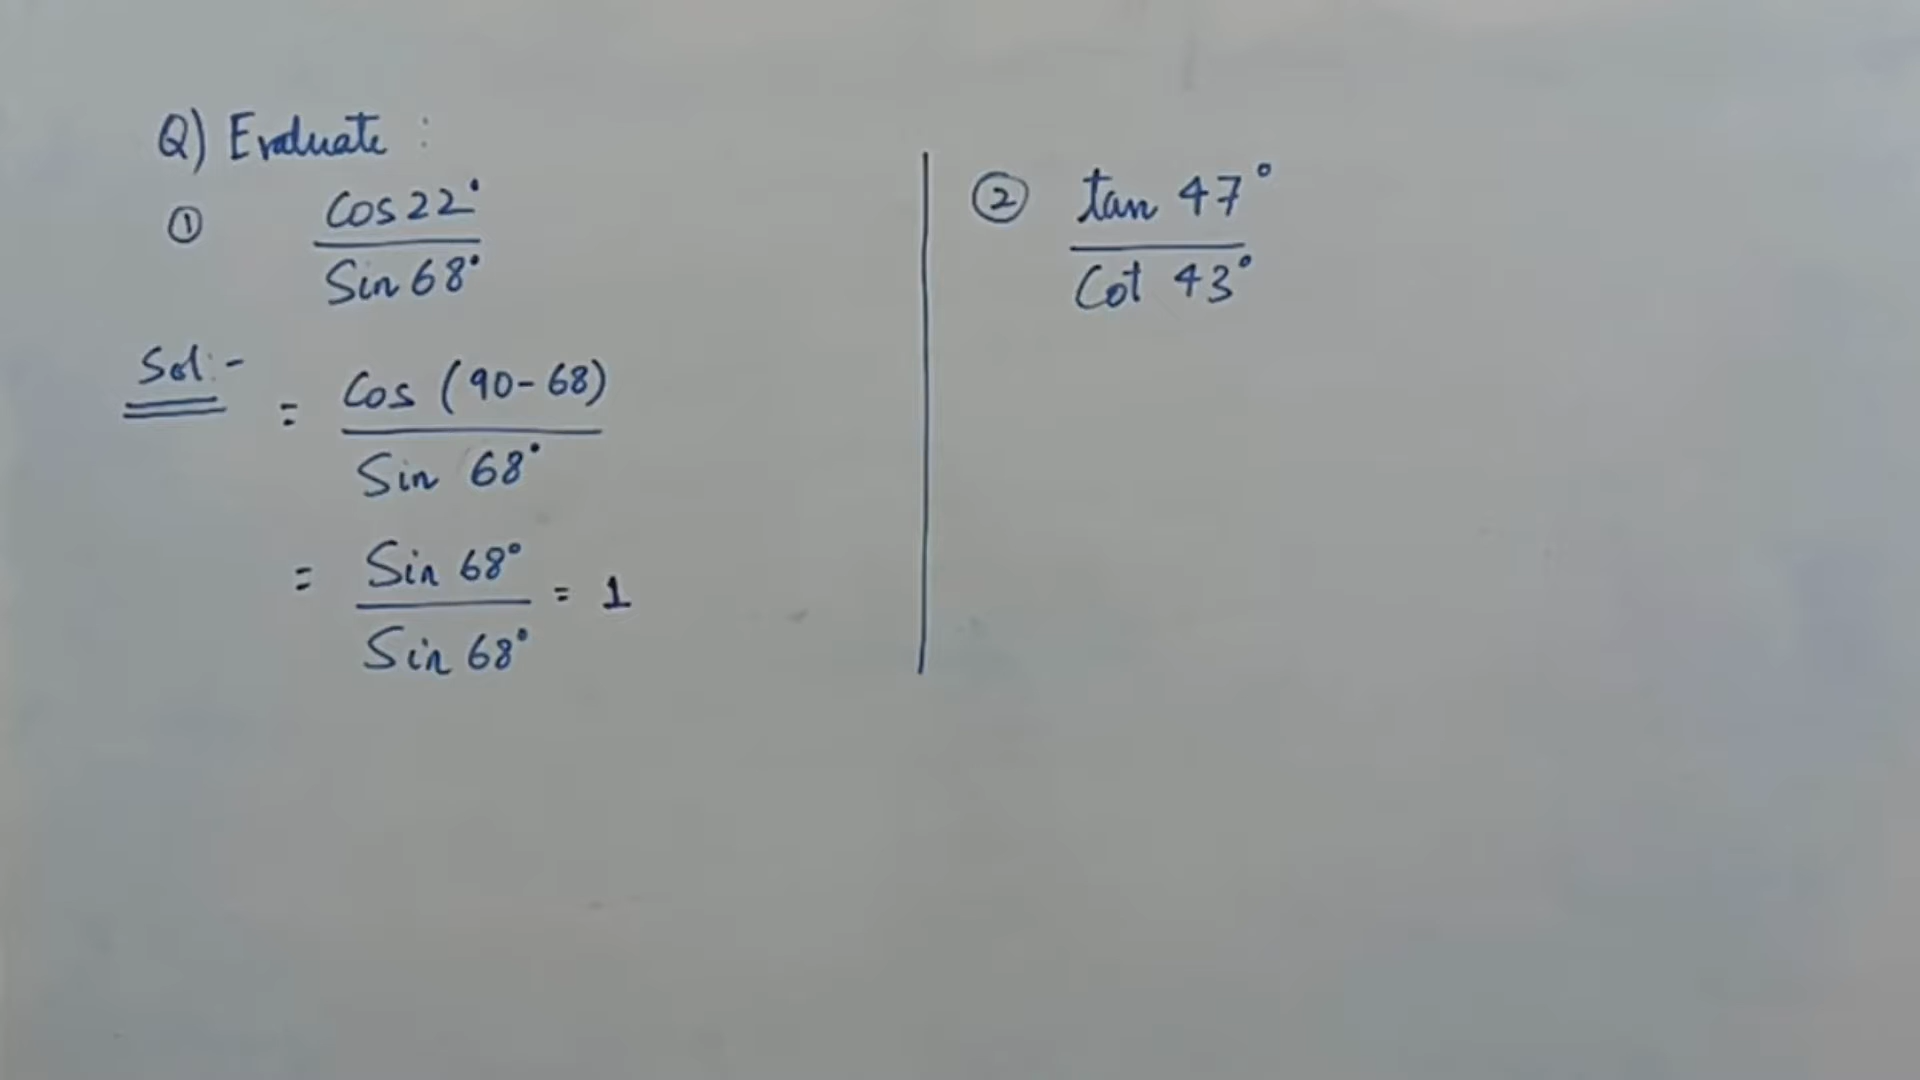 Q) Evaluate :
① Cos 22°
Sin 68°
Sol:-
= Cos (90-68)
Sin 68°
= Sin 68° = 1
Sin 68°
② tan 47°
Cot 43°